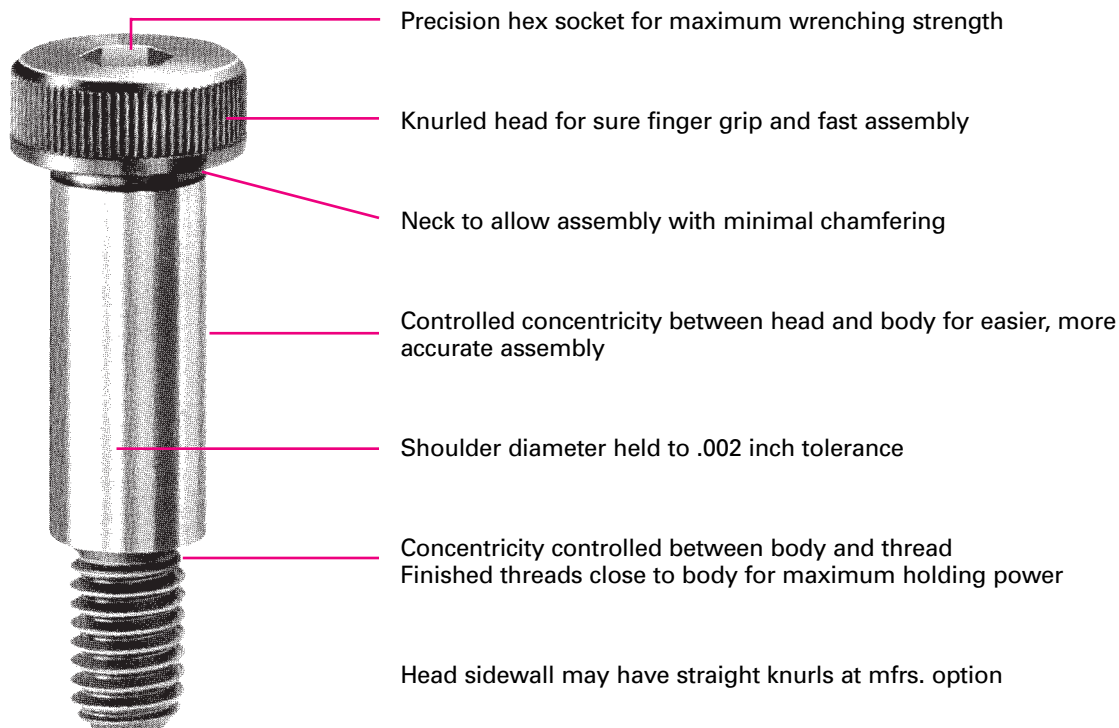 Precision hex socket for maximum wrenching strength
Knurled head for sure finger grip and fast assembly
Neck to allow assembly with minimal chamfering
Controlled concentricity between head and body for easier, more
accurate assembly
Shoulder diameter held to .002 inch tolerance
Concentricity controlled between body and thread
Finished threads close to body for maximum holding power
Head sidewall may have straight knurls at mfrs. option